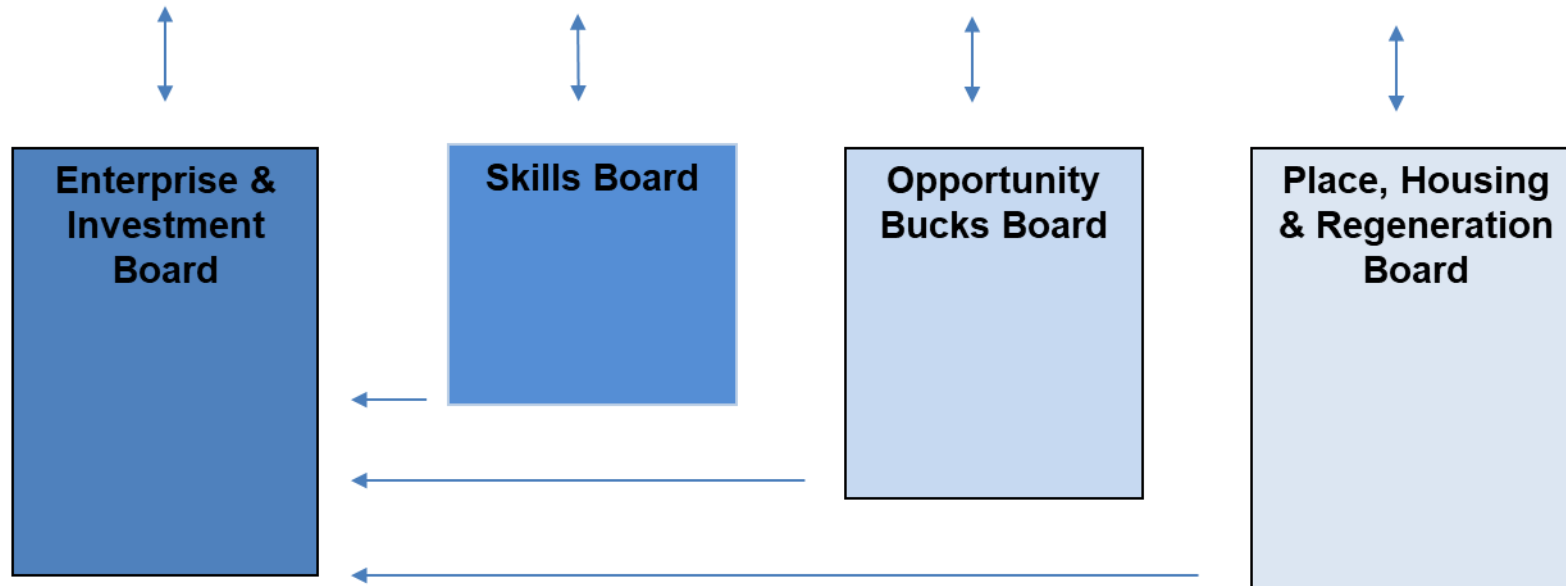 Enterprise &
Investment
Board
Skills Board
Opportunity
Bucks Board
Place, Housing
& Regeneration
Board